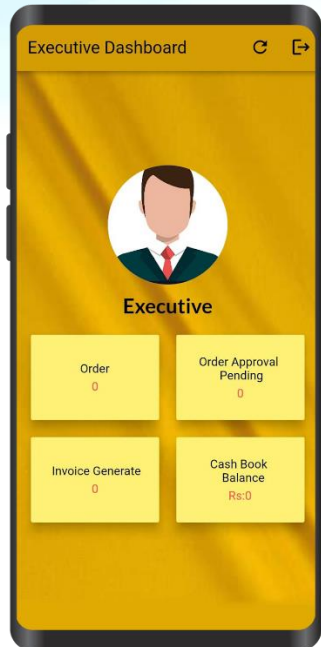 Executive Dashboard
Executive
Order
0
Order Approval
Pending
0
Invoice Generate
0
Cash Book
Balance
Rs:0